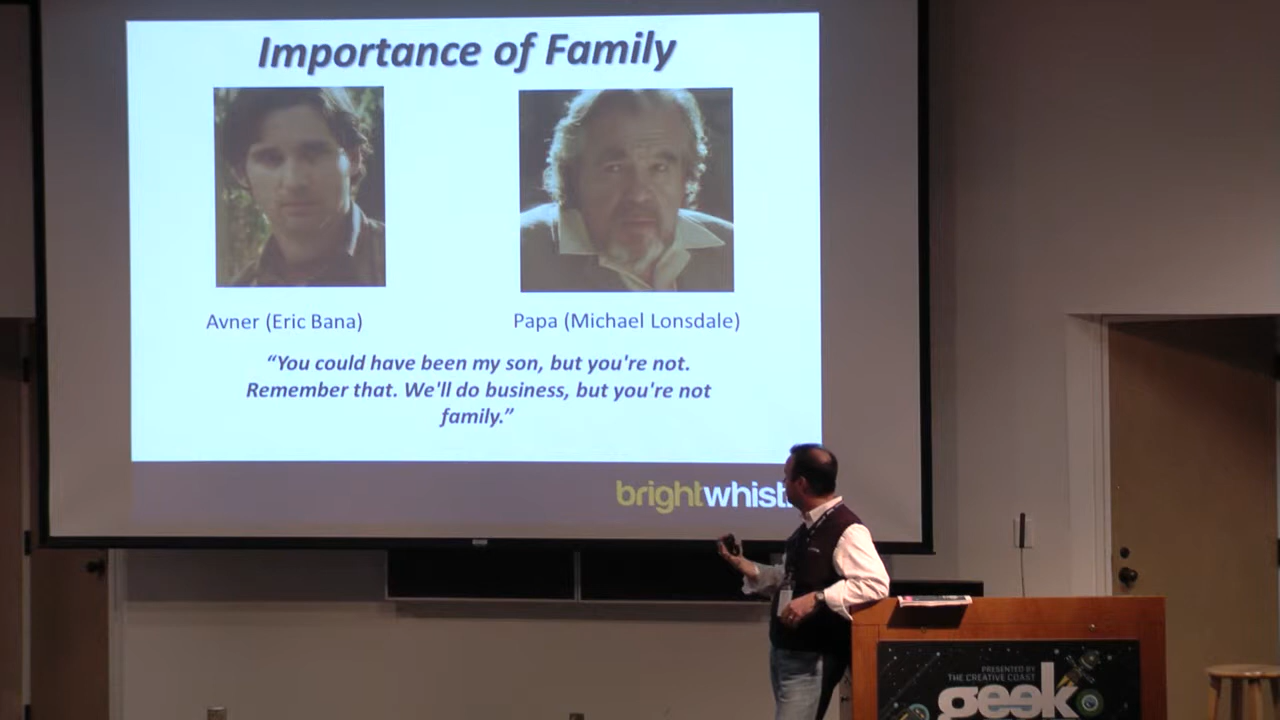 Importance of Family
Avner (Eric Bana)
Papa (Michael Lonsdale)
“You could have been my son, but you're not.
Remember that. We'll do business, but you're not
family.”
brightwhist
PRESENTED BY
THE CREATIVE COAST
geek